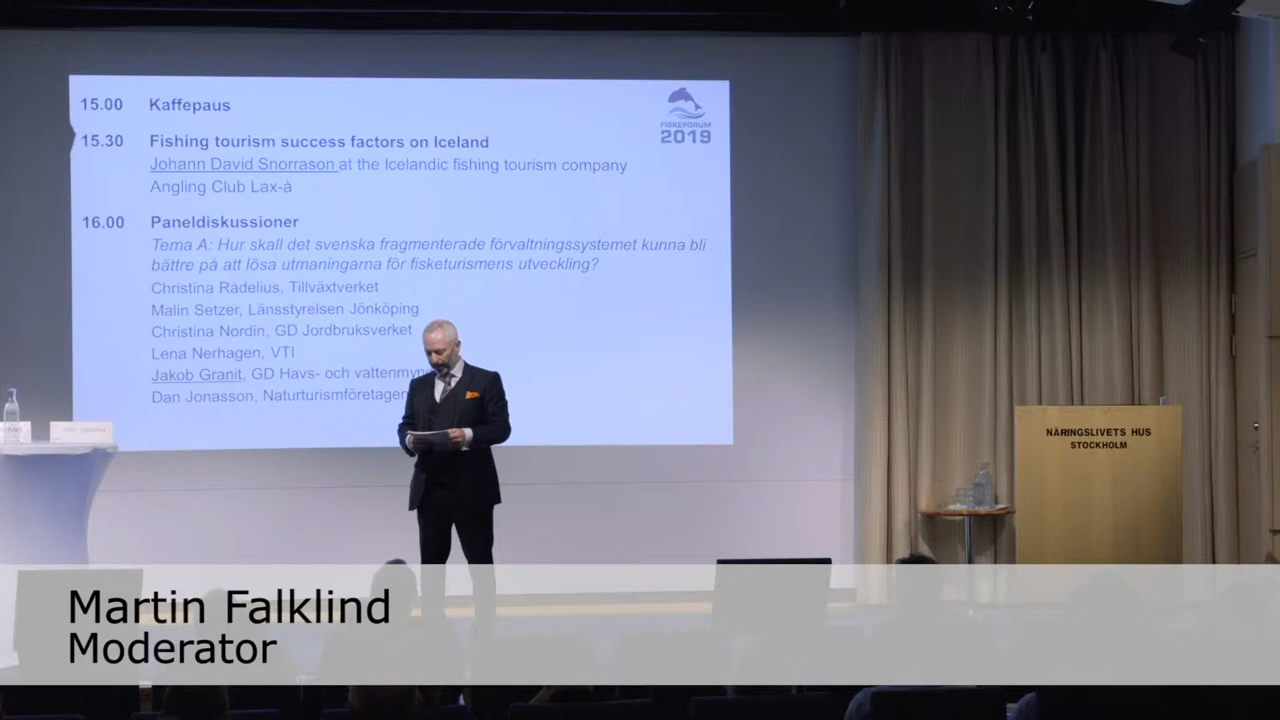 15.00 Kaffepaus
FISKEFORUM
2019
15.30 Fishing tourism success factors on Iceland
Johann David Snorrason at the Icelandic fishing tourism company
Angling Club Lax-à
16.00 Paneldiskussioner
Tema A: Hur skall det svenska fragmenterade förvaltningssystemet kunna bli
bättre på att lösa utmaningarna för fisketurismens utveckling?
Christina Rådelius, Tillväxtverket
Malin Setzer, Länsstyrelsen Jönköping
Christina Nordin, GD Jordbruksverket
Lena Nerhagen, VTI
Jakob Granit, GD Havs- och vattenmyn
Dan Jonasson, Naturturismföretagen
NÄRINGSLIVETS HUS
STOCKHOLM
Martin Falklind
Moderator